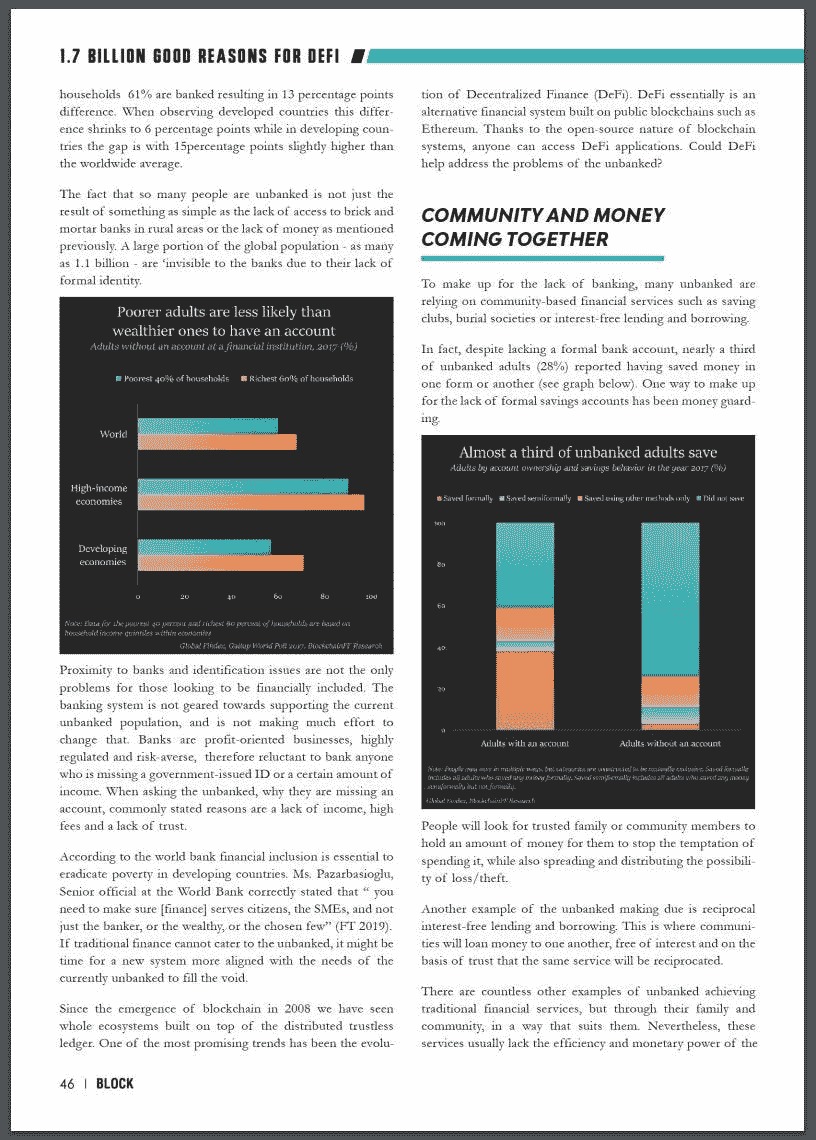 1.7 BILLION GOOD REASONS FOR DEFI
households 61% are banked resulting in 13 percentage points
difference. When observing developed countries this differ-
ence shrinks to 6 percentage points while in developing coun-
tries the gap is with 15percentage points slightly higher than
the worldwide average.
The fact that so many people are unbanked is not just the
result of something as simple as the lack of access to brick and
mortar banks in rural areas or the lack of money as mentioned
previously. A large portion of the global population - as many
as 1.1 billion - are ‘invisible to the banks due to their lack of
formal identity.
Poorer adults are less likely than
wealthier ones to have an account
Adults without an account at a financial institution, 2017 (%)
Poorest 40% of households Richest 60% of households
World
High-income
economies
Developing
economies
0 20 40 60 80 100
Note: Data for the poorest 40 percent and richest 60 percent of households are based on
household income quintiles within economies
Global Findex, Gallup World Poll 2017, BlockchainFT Research
Proximity to banks and identification issues are not the only
problems for those looking to be financially included. The
banking system is not geared towards supporting the current
unbanked population, and is not making much effort to
change that. Banks are profit-oriented businesses, highly
regulated and risk-averse, therefore reluctant to bank anyone
who is missing a government-issued ID or a certain amount of
income. When asking the unbanked, why they are missing an
account, commonly stated reasons are a lack of income, high
fees and a lack of trust.
According to the world bank financial inclusion is essential to
eradicate poverty in developing countries. Ms. Pazarbasioglu,
Senior official at the World Bank correctly stated that “ you
need to make sure [finance] serves citizens, the SMEs, and not
just the banker, or the wealthy, or the chosen few” (FT 2019).
If traditional finance cannot cater to the unbanked, it might be
time for a new system more aligned with the needs of the
currently unbanked to fill the void.
Since the emergence of blockchain in 2008 we have seen
whole ecosystems built on top of the distributed trustless
ledger. One of the most promising trends has been the evolu-
tion of Decentralized Finance (DeFi). DeFi essentially is an
alternative financial system built on public blockchains such as
Ethereum. Thanks to the open-source nature of blockchain
systems, anyone can access DeFi applications. Could DeFi
help address the problems of the unbanked?
COMMUNITY AND MONEY
COMING TOGETHER
To make up for the lack of banking, many unbanked are
relying on community-based financial services such as saving
clubs, burial societies or interest-free lending and borrowing.
In fact, despite lacking a formal bank account, nearly a third
of unbanked adults (28%) reported having saved money in
one form or another (see graph below). One way to make up
for the lack of formal savings accounts has been money guard-
ing.
Almost a third of unbanked adults save
Adults by account ownership and savings behavior in the year 2017 (%)
Saved formally Saved semiformally Saved using other methods only Did not save
100
80
60
40
20
0
Adults with an account Adults without an account
Note: People may save in multiple ways, but categories are constructed to be mutually exclusive. Saved formally
includes all adults who saved any money formally. Saved semiformally includes all adults who saved any money
semiformally but not formally.
Global Findex, BlockchainFT Research
People will look for trusted family or community members to
hold an amount of money for them to stop the temptation of
spending it, while also spreading and distributing the possibili-
ty of loss/theft.
Another example of the unbanked making due is reciprocal
interest-free lending and borrowing. This is where communi-
ties will loan money to one another, free of interest and on the
basis of trust that the same service will be reciprocated.
There are countless other examples of unbanked achieving
traditional financial services, but through their family and
community, in a way that suits them. Nevertheless, these
services usually lack the efficiency and monetary power of the
46 | BLOCK